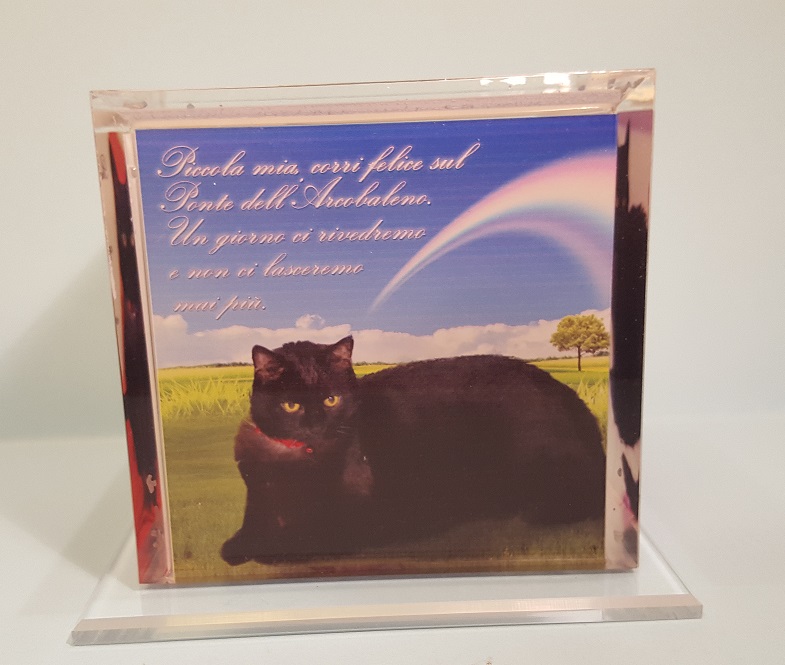 Piccola mia, corri felice sul
Ponte dell'Arcobaleno.
Un giorno ci rivedremo
e non ci lasceremo
mai più.